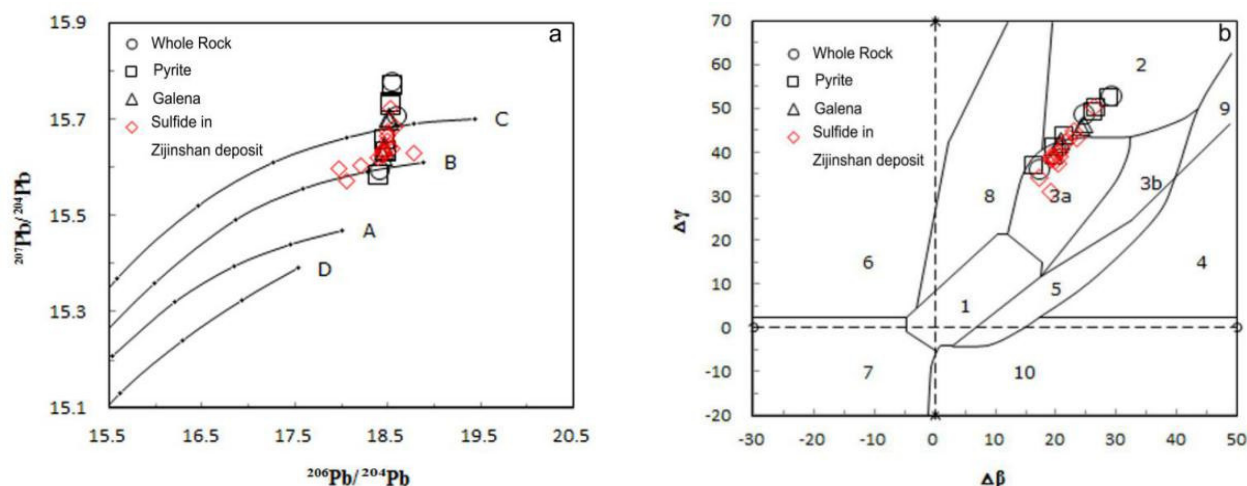 15.9
15.7
15.5
15.3
15.1
²⁰⁷Pb/²⁰⁴Pb
a
Whole Rock
Pyrite
Galena
Sulfide in
Zijinshan deposit
C
B
A
D
15.5 16.5 17.5 18.5 19.5 20.5
²⁰⁶Pb/²⁰⁴Pb
70
60
50
40
30
20
10
0
-10
-20
Δγ
b
Whole Rock
Pyrite
Galena
Sulfide in
Zijinshan deposit
2
9
8
3a
3b
6
4
5
1
7
10
-30 -20 -10 0 10 20 30 40 50
Δβ